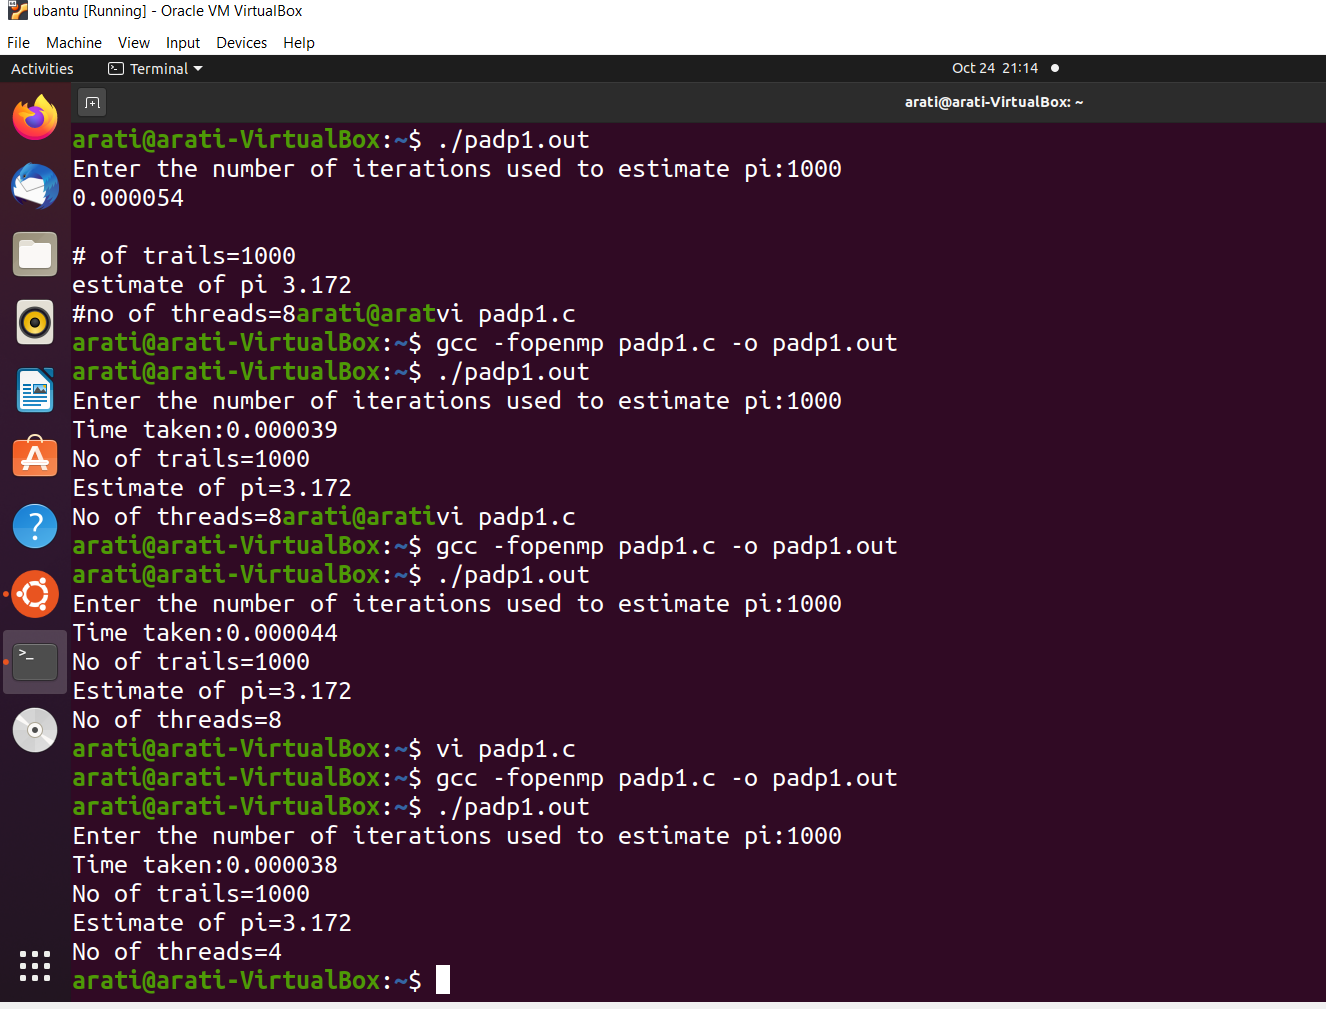 ubantu [Running] - Oracle VM VirtualBox
File Machine View Input Devices Help
Activities Terminal Oct 24 21:14
arati@arati-VirtualBox: ~
arati@arati-VirtualBox:~$ ./padp1.out
Enter the number of iterations used to estimate pi:1000
0.000054
# of trails=1000
estimate of pi 3.172
#no of threads=8arati@aratvi padp1.c
arati@arati-VirtualBox:~$ gcc -fopenmp padp1.c -o padp1.out
arati@arati-VirtualBox:~$ ./padp1.out
Enter the number of iterations used to estimate pi:1000
Time taken:0.000039
No of trails=1000
Estimate of pi=3.172
No of threads=8arati@arativi padp1.c
arati@arati-VirtualBox:~$ gcc -fopenmp padp1.c -o padp1.out
arati@arati-VirtualBox:~$ ./padp1.out
Enter the number of iterations used to estimate pi:1000
Time taken:0.000044
No of trails=1000
Estimate of pi=3.172
No of threads=8
arati@arati-VirtualBox:~$ vi padp1.c
arati@arati-VirtualBox:~$ gcc -fopenmp padp1.c -o padp1.out
arati@arati-VirtualBox:~$ ./padp1.out
Enter the number of iterations used to estimate pi:1000
Time taken:0.000038
No of trails=1000
Estimate of pi=3.172
No of threads=4
arati@arati-VirtualBox:~$